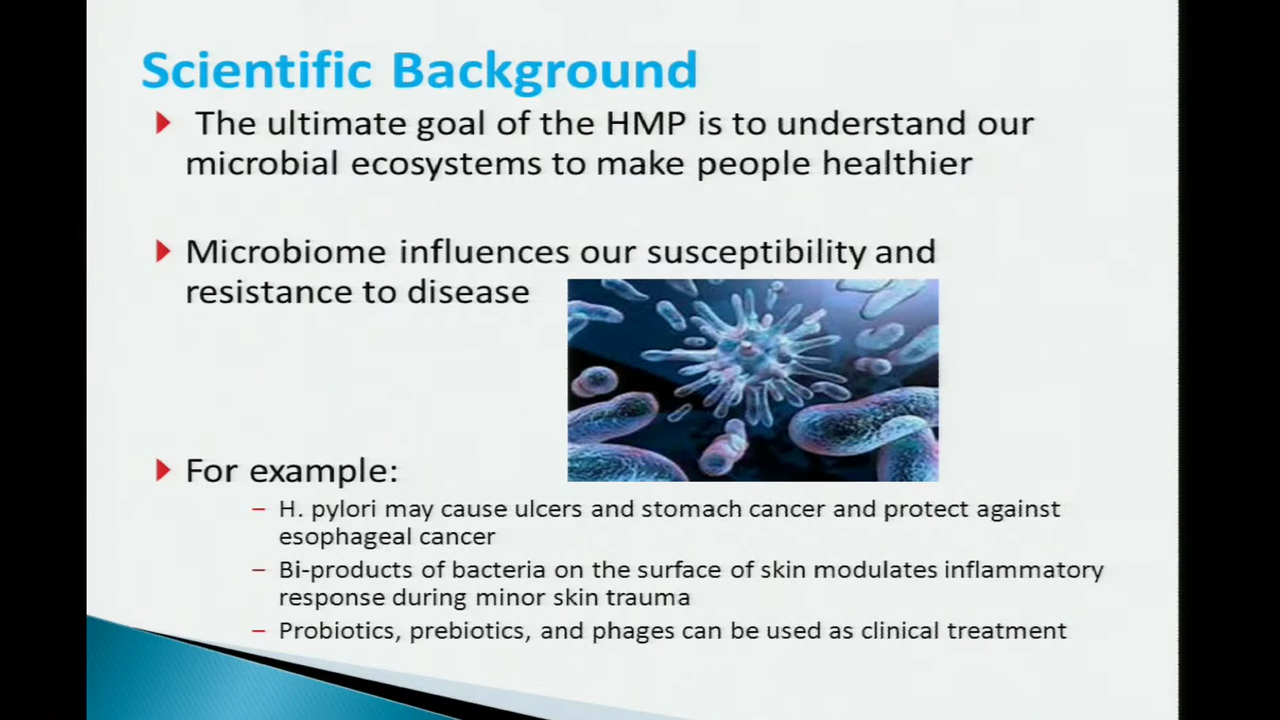 Scientific Background
The ultimate goal of the HMP is to understand our
microbial ecosystems to make people healthier
Microbiome influences our susceptibility and
resistance to disease
For example:
– H. pylori may cause ulcers and stomach cancer and protect against
esophageal cancer
– Bi-products of bacteria on the surface of skin modulates inflammatory
response during minor skin trauma
– Probiotics, prebiotics, and phages can be used as clinical treatment